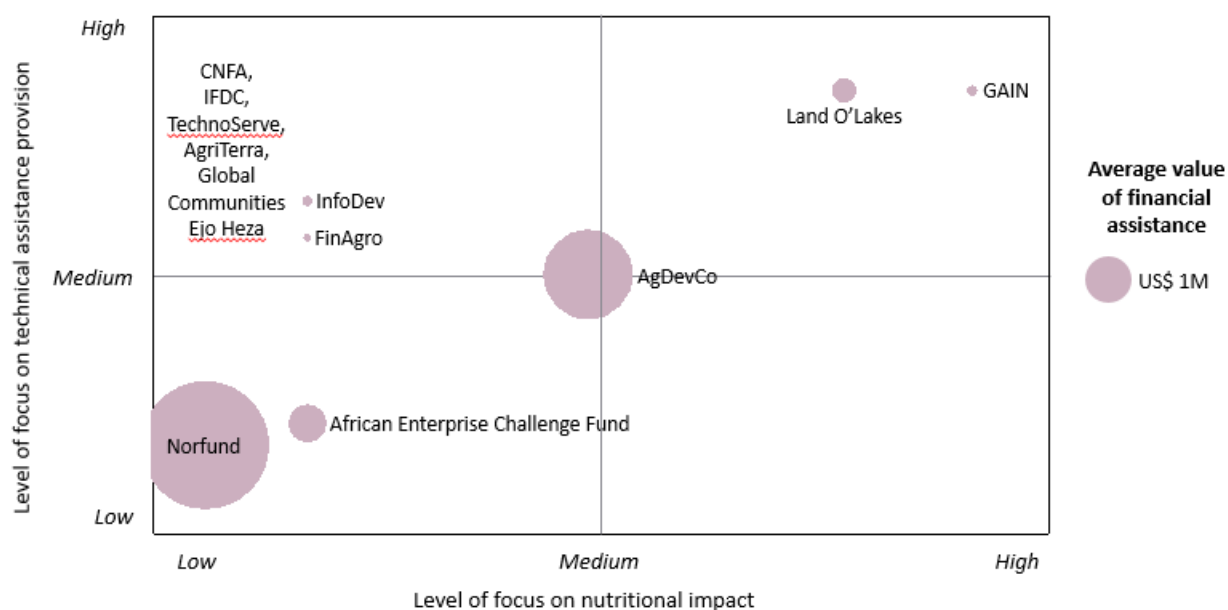 High
Level of focus on technical assistance provision
CNFA,
IFDC,
TechnoServe,
AgriTerra,
Global
Communities
Ejo Heza
InfoDev
FinAgro
Land O’Lakes
GAIN
Average value
of financial
assistance
US$ 1M
Medium
AgDevCo
African Enterprise Challenge Fund
Norfund
Low
Low
Medium
High
Level of focus on nutritional impact